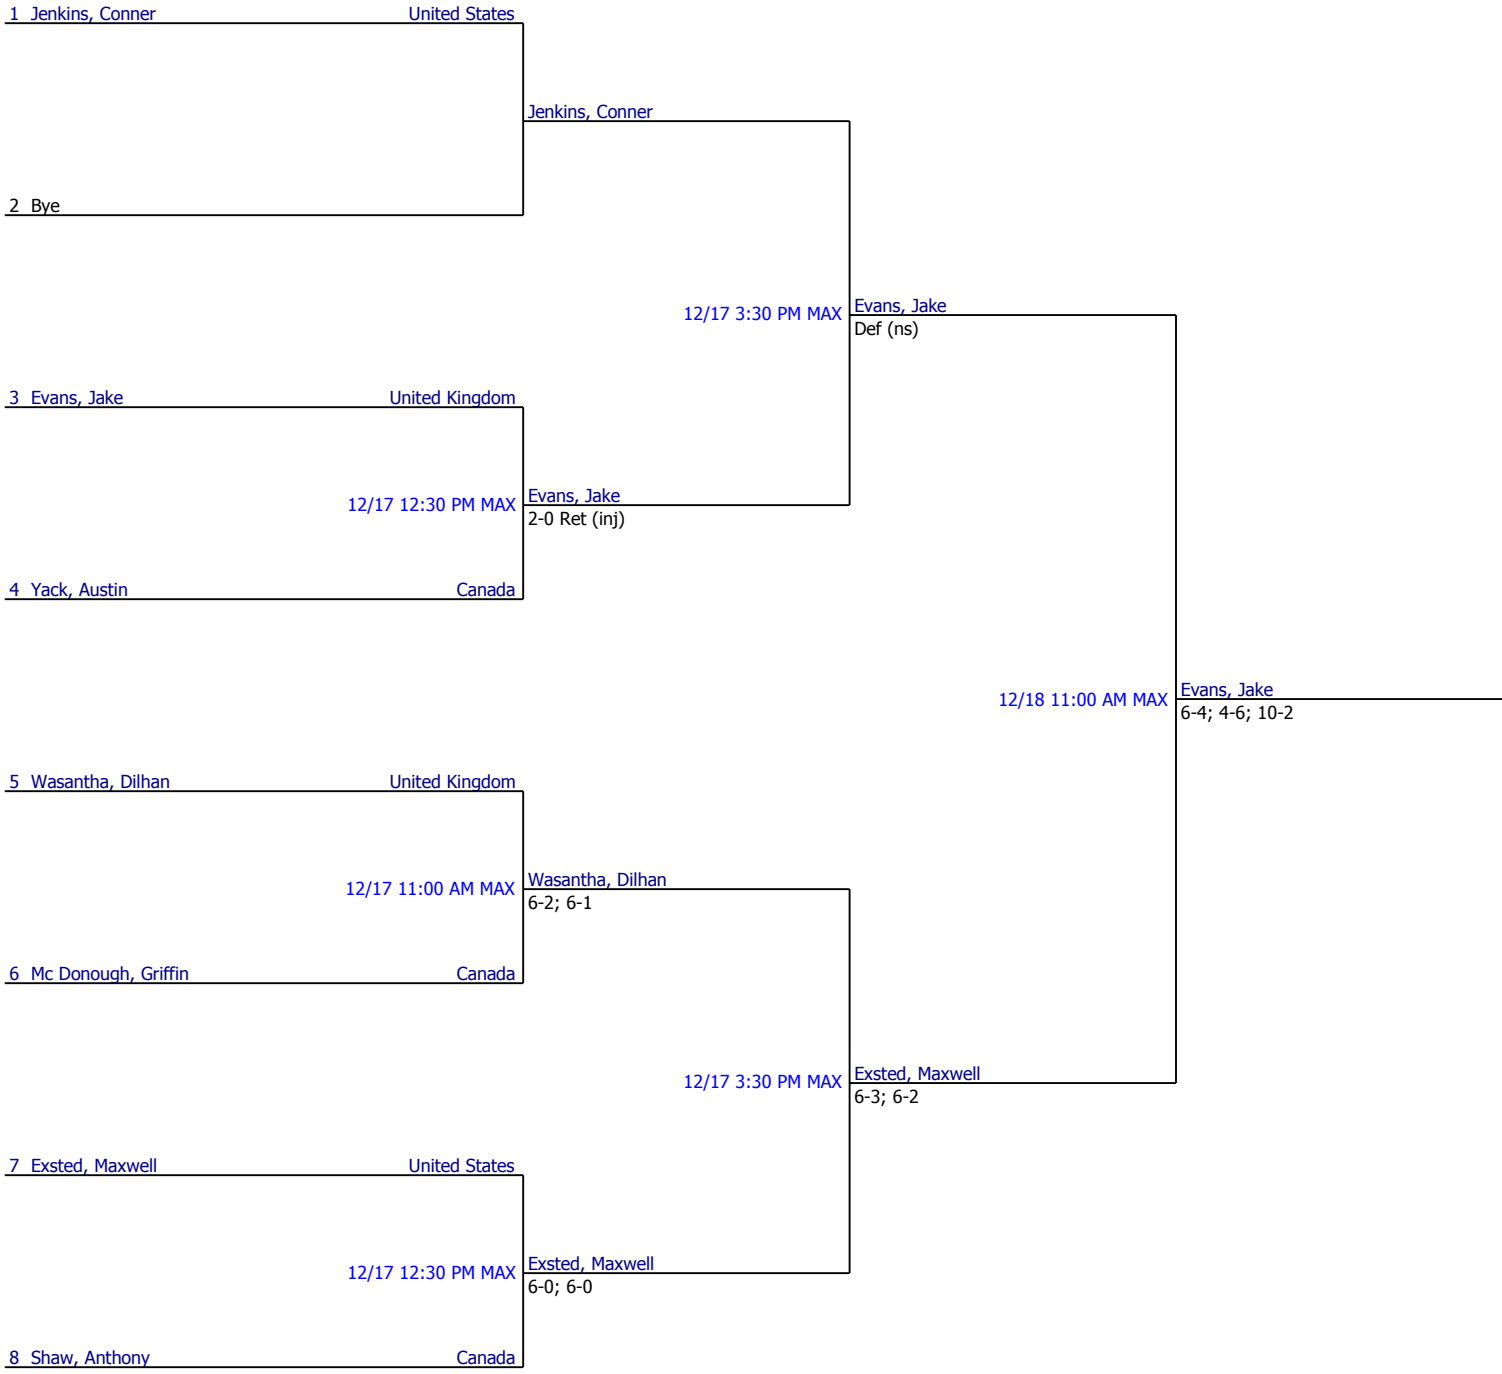 1 Jenkins, Conner United States
Jenkins, Conner
2 Bye
12/17 3:30 PM MAX Evans, Jake
Def (ns)
3 Evans, Jake United Kingdom
12/17 12:30 PM MAX Evans, Jake
2-0 Ret (inj)
4 Yack, Austin Canada
12/18 11:00 AM MAX Evans, Jake
6-4; 4-6; 10-2
5 Wasantha, Dilhan United Kingdom
12/17 11:00 AM MAX Wasantha, Dilhan
6-2; 6-1
6 Mc Donough, Griffin Canada
12/17 3:30 PM MAX Exsted, Maxwell
6-3; 6-2
7 Exsted, Maxwell United States
12/17 12:30 PM MAX Exsted, Maxwell
6-0; 6-0
8 Shaw, Anthony Canada